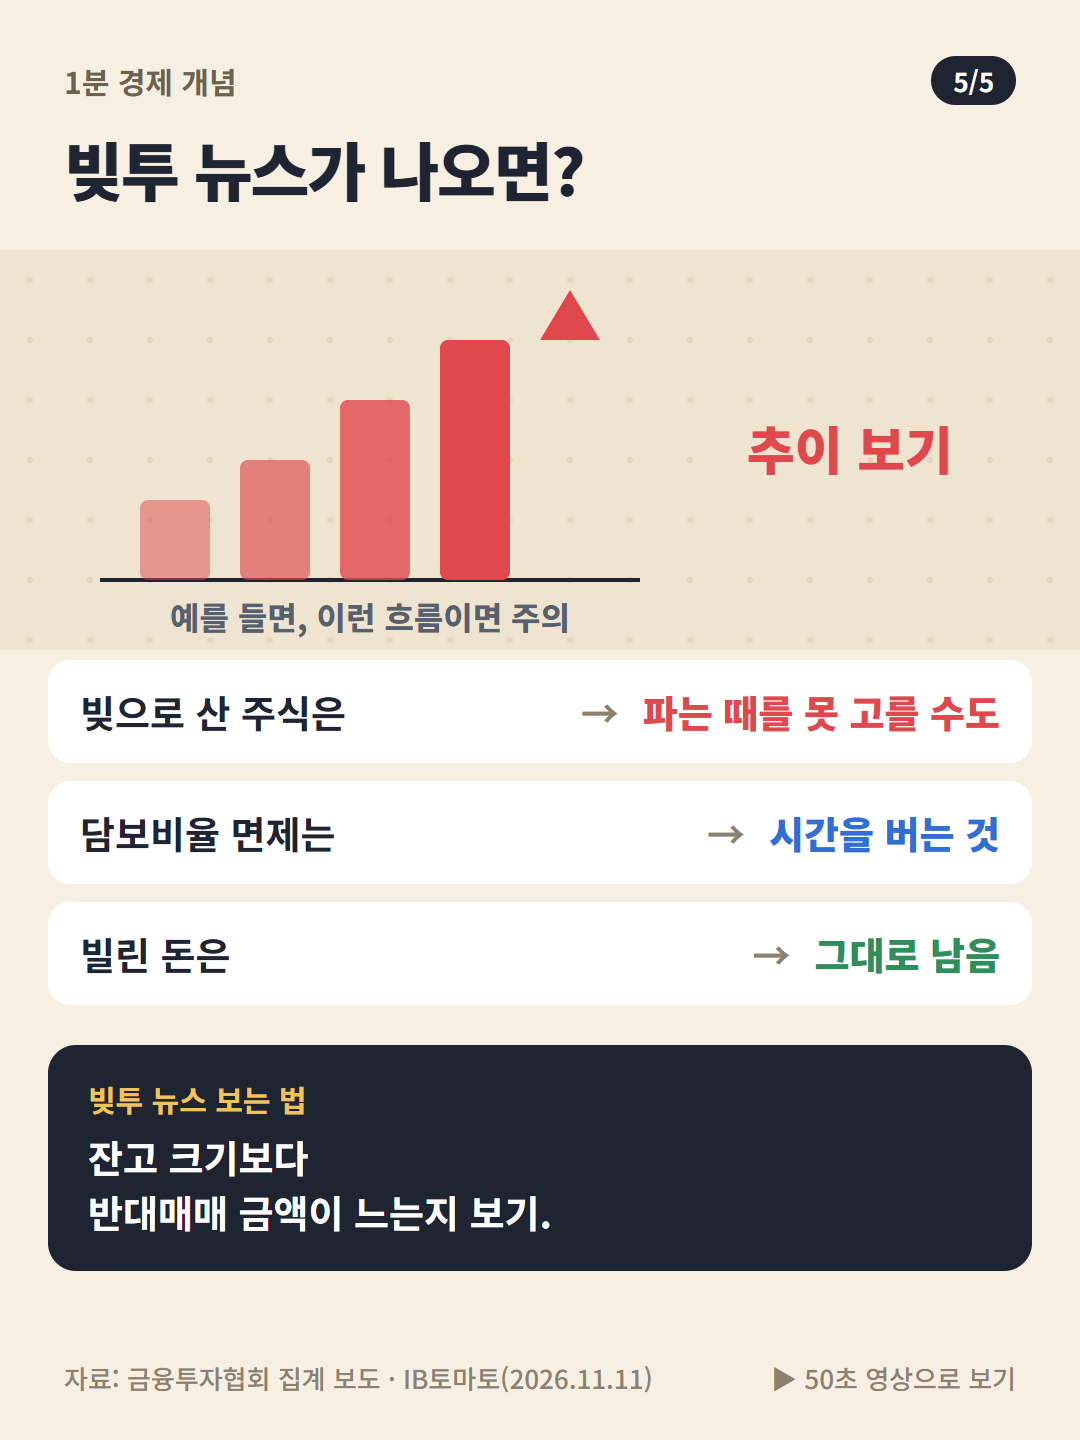 1분 경제 개념
5/5
빚투 뉴스가 나오면?
추이 보기
예를 들면, 이런 흐름이면 주의
빚으로 산 주식은 → 파는 때를 못 고를 수도
담보비율 면제는 → 시간을 버는 것
빌린 돈은 → 그대로 남음
빚투 뉴스 보는 법
잔고 크기보다
반대매매 금액이 느는지 보기.
자료: 금융투자협회 집계 보도 · IB토마토(2026.11.11)
▶ 50초 영상으로 보기